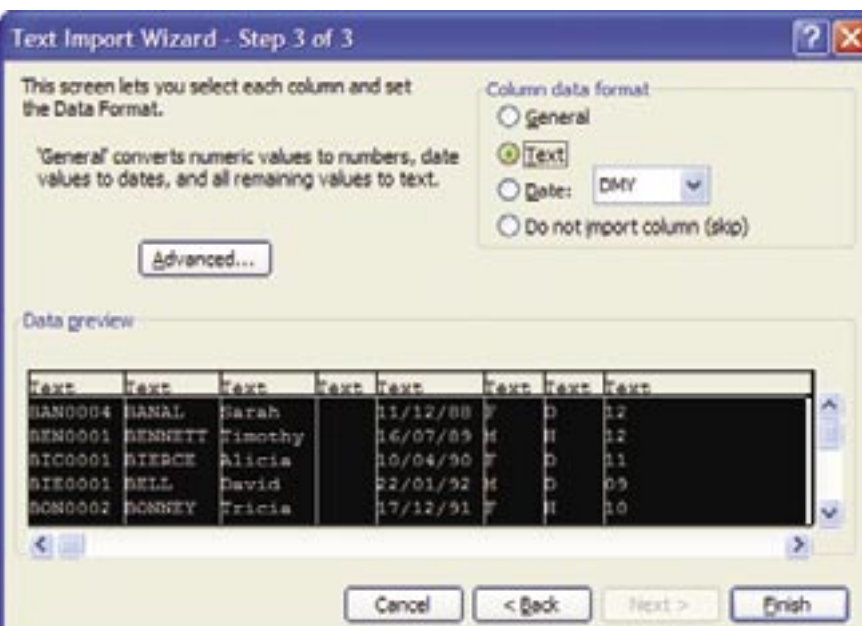 Text Import Wizard - Step 3 of 3
This screen lets you select each column and set
the Data Format.
'General' converts numeric values to numbers, date
values to dates, and all remaining values to text.
Advanced...
Column data format
General
Text
Date: DMY
Do not import column (skip)
Data preview
Text Text Text Text Text Text Text Text
BAN0004 BANAL Sarah 11/12/88 F D 12
BEN0001 BENNETT Timothy 16/07/89 M H 12
BIC0001 BIERCE Alicia 10/04/90 F D 11
BIE0001 BELL David 22/01/92 M D 09
BON0002 BONNEY Tricia 17/12/91 F H 10
Cancel < Back Next > Finish